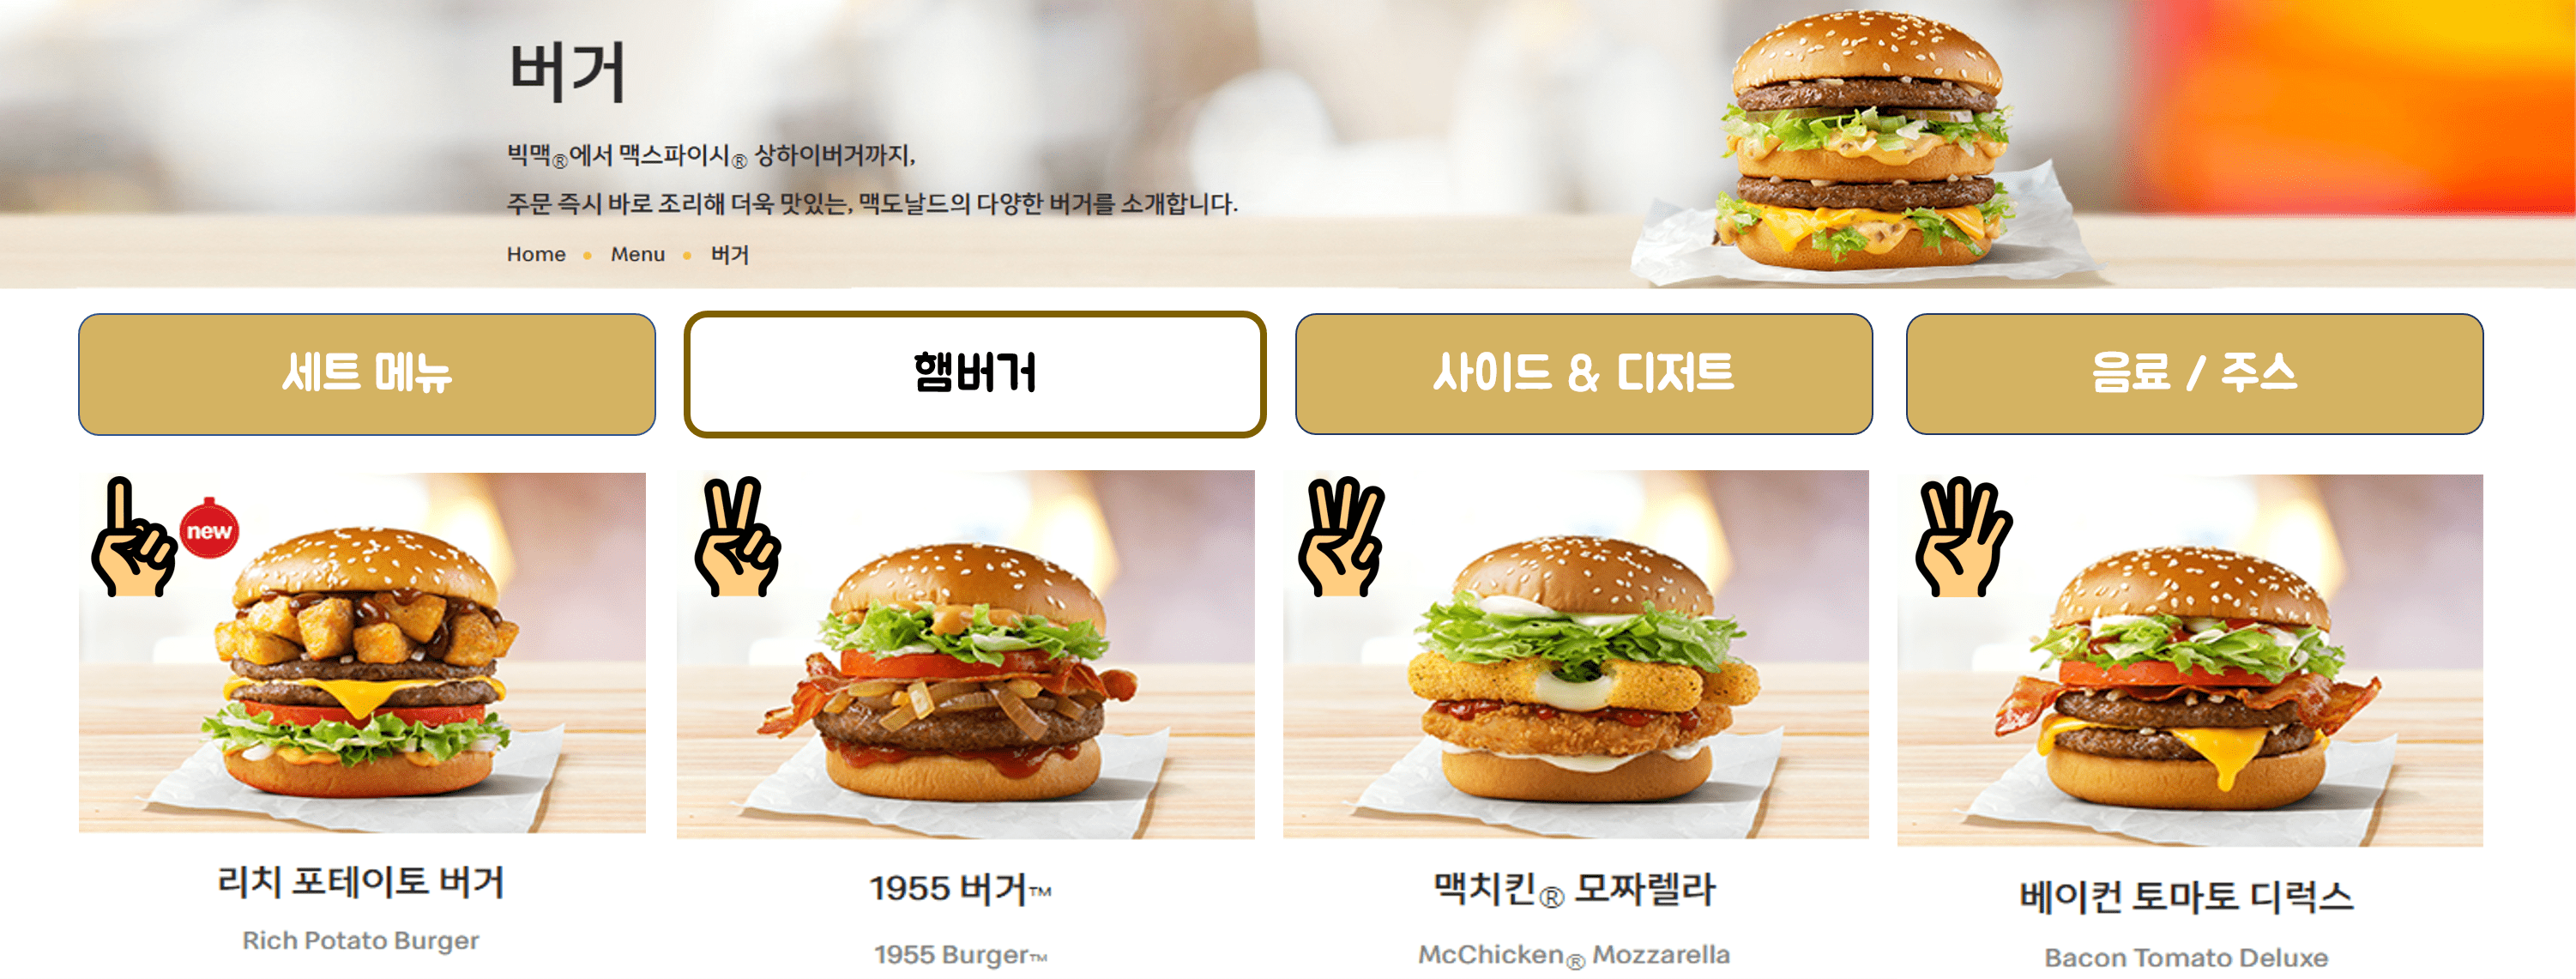 버거
빅맥®에서 맥스파이시® 상하이버거까지,
주문 즉시 바로 조리해 더욱 맛있는, 맥도날드의 다양한 버거를 소개합니다.
Home • Menu • 버거
세트 메뉴
햄버거
사이드 & 디저트
음료 / 주스
new
리치 포테이토 버거
Rich Potato Burger
1955 버거™
1955 Burger™
맥치킨® 모짜렐라
McChicken® Mozzarella
베이컨 토마토 디럭스
Bacon Tomato Deluxe